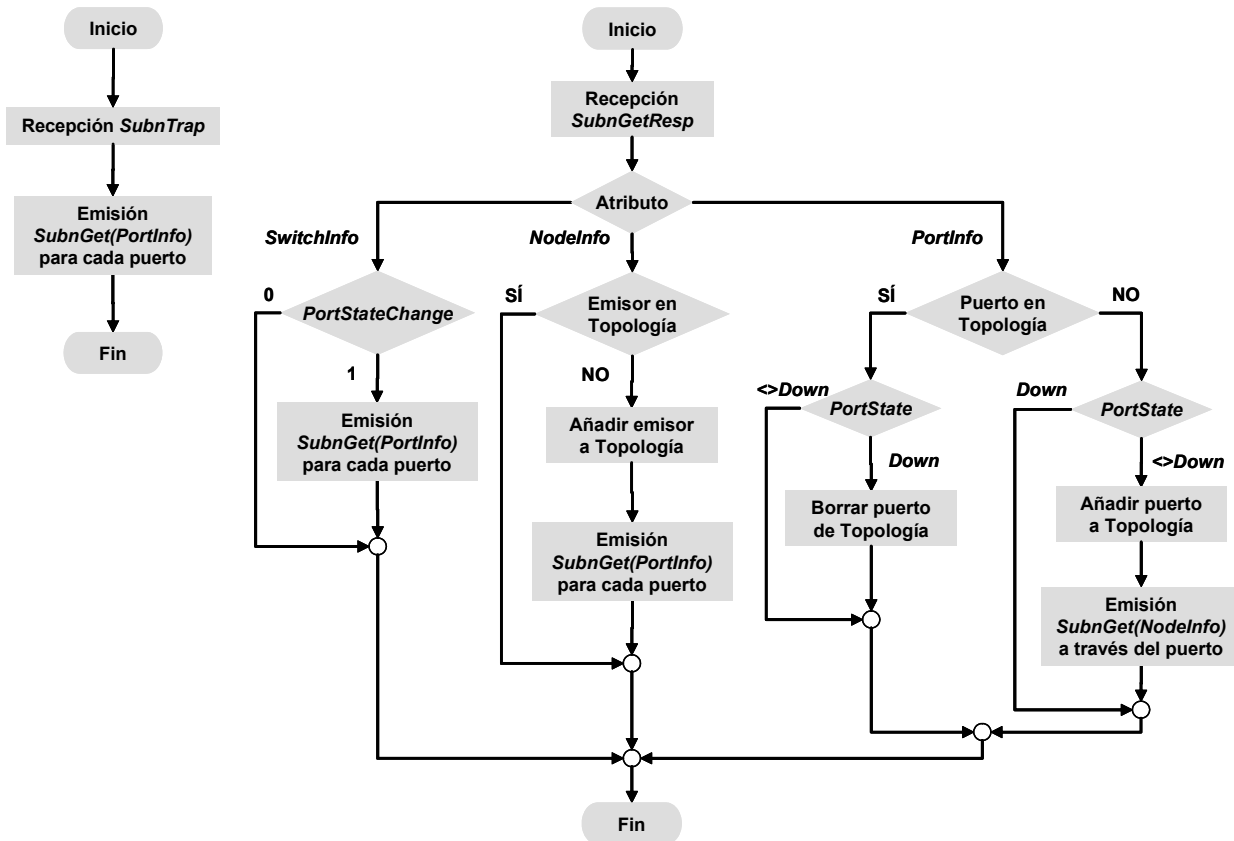 Inicio
Recepción SubnTrap
Emisión
SubnGet(PortInfo)
para cada puerto
Fin
Inicio
Recepción
SubnGetResp
Atributo
SwitchInfo
NodeInfo
PortInfo
0
PortStateChange
1
Emisión
SubnGet(PortInfo)
para cada puerto
SÍ
Emisor en
Topología
NO
Añadir emisor
a Topología
Emisión
SubnGet(PortInfo)
para cada puerto
SÍ
Puerto en
Topología
NO
<>Down
PortState
Down
Borrar puerto
de Topología
Down
PortState
<>Down
Añadir puerto
a Topología
Emisión
SubnGet(NodeInfo)
a través del puerto
Fin